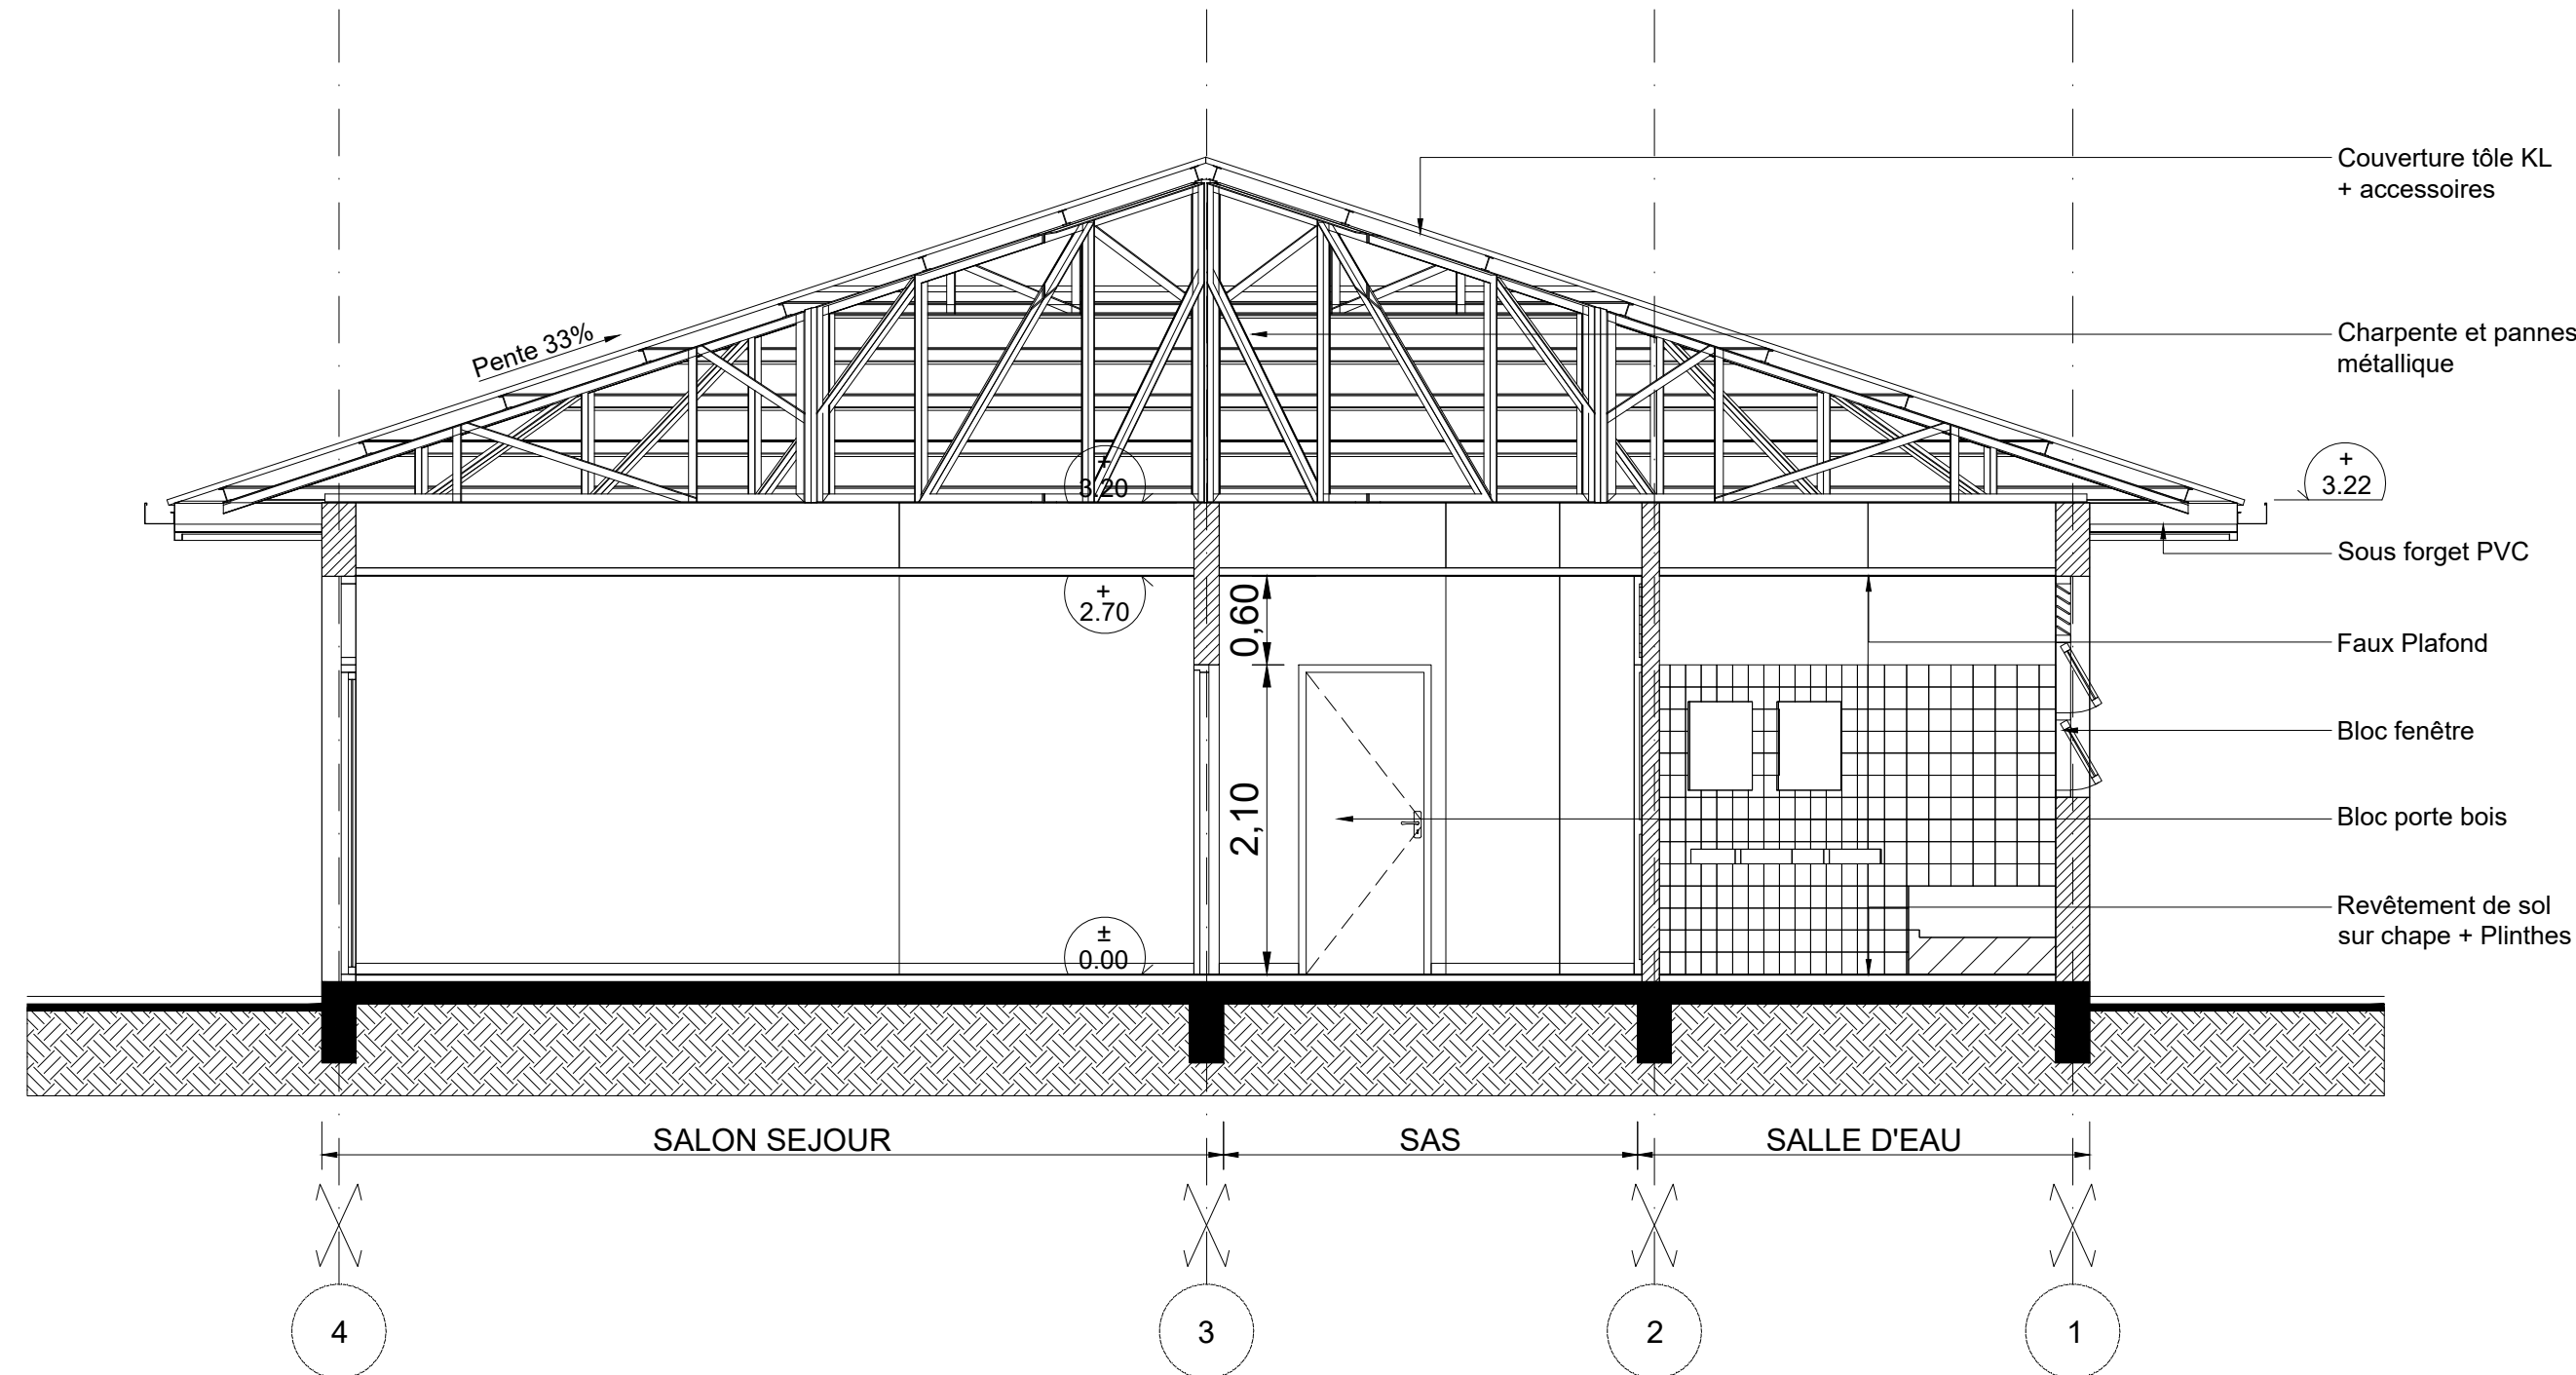 Couverture tôle KL
+ accessoires
Pente 33%
Charpente et pannes
métallique
+
3.20
+
3.22
Sous forget PVC
+
2.70
0,60
Faux Plafond
Bloc fenêtre
2,10
Bloc porte bois
Revêtement de sol
sur chape + Plinthes
±
0.00
SALON SEJOUR
SAS
SALLE D'EAU
4
3
2
1